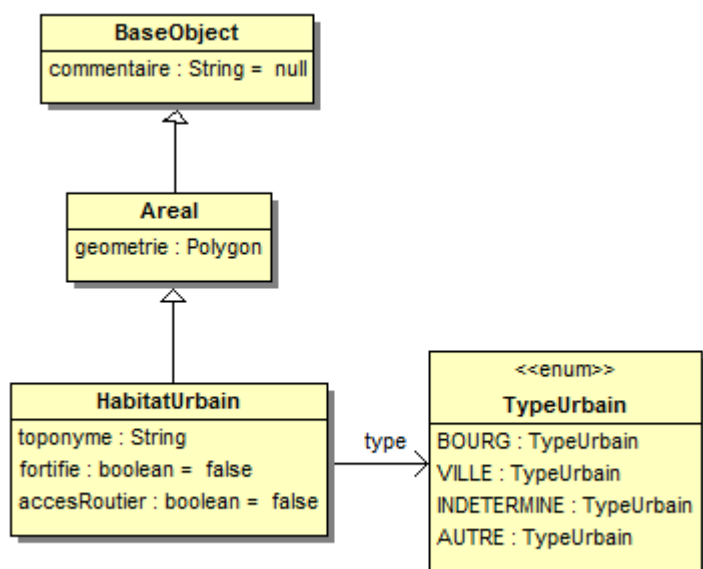 BaseObject
commentaire : String = null
Areal
geometrie : Polygon
HabitatUrbain
toponyme : String
fortifie : boolean = false
accesRoutier : boolean = false
type
<<enum>>
TypeUrbain
BOURG : TypeUrbain
VILLE : TypeUrbain
INDETERMINE : TypeUrbain
AUTRE : TypeUrbain